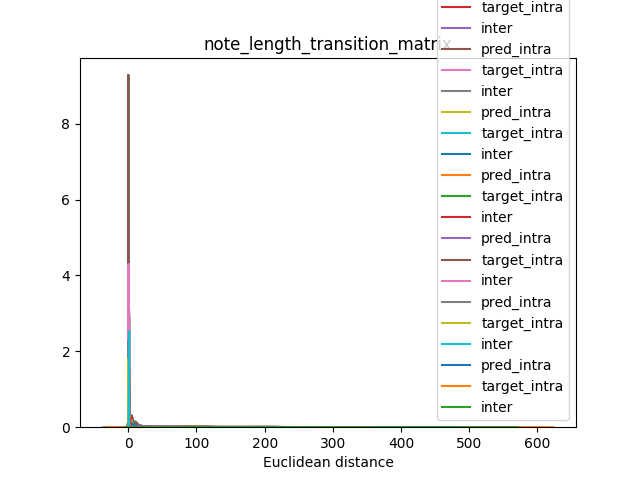 target_intra
inter
note_length_transition_matrix
pred_intra
target_intra
inter
pred_intra
target_intra
inter
pred_intra
target_intra
inter
pred_intra
target_intra
inter
pred_intra
target_intra
inter
pred_intra
target_intra
inter
8
6
4
2
0
0
100
200
300
400
500
600
Euclidean distance